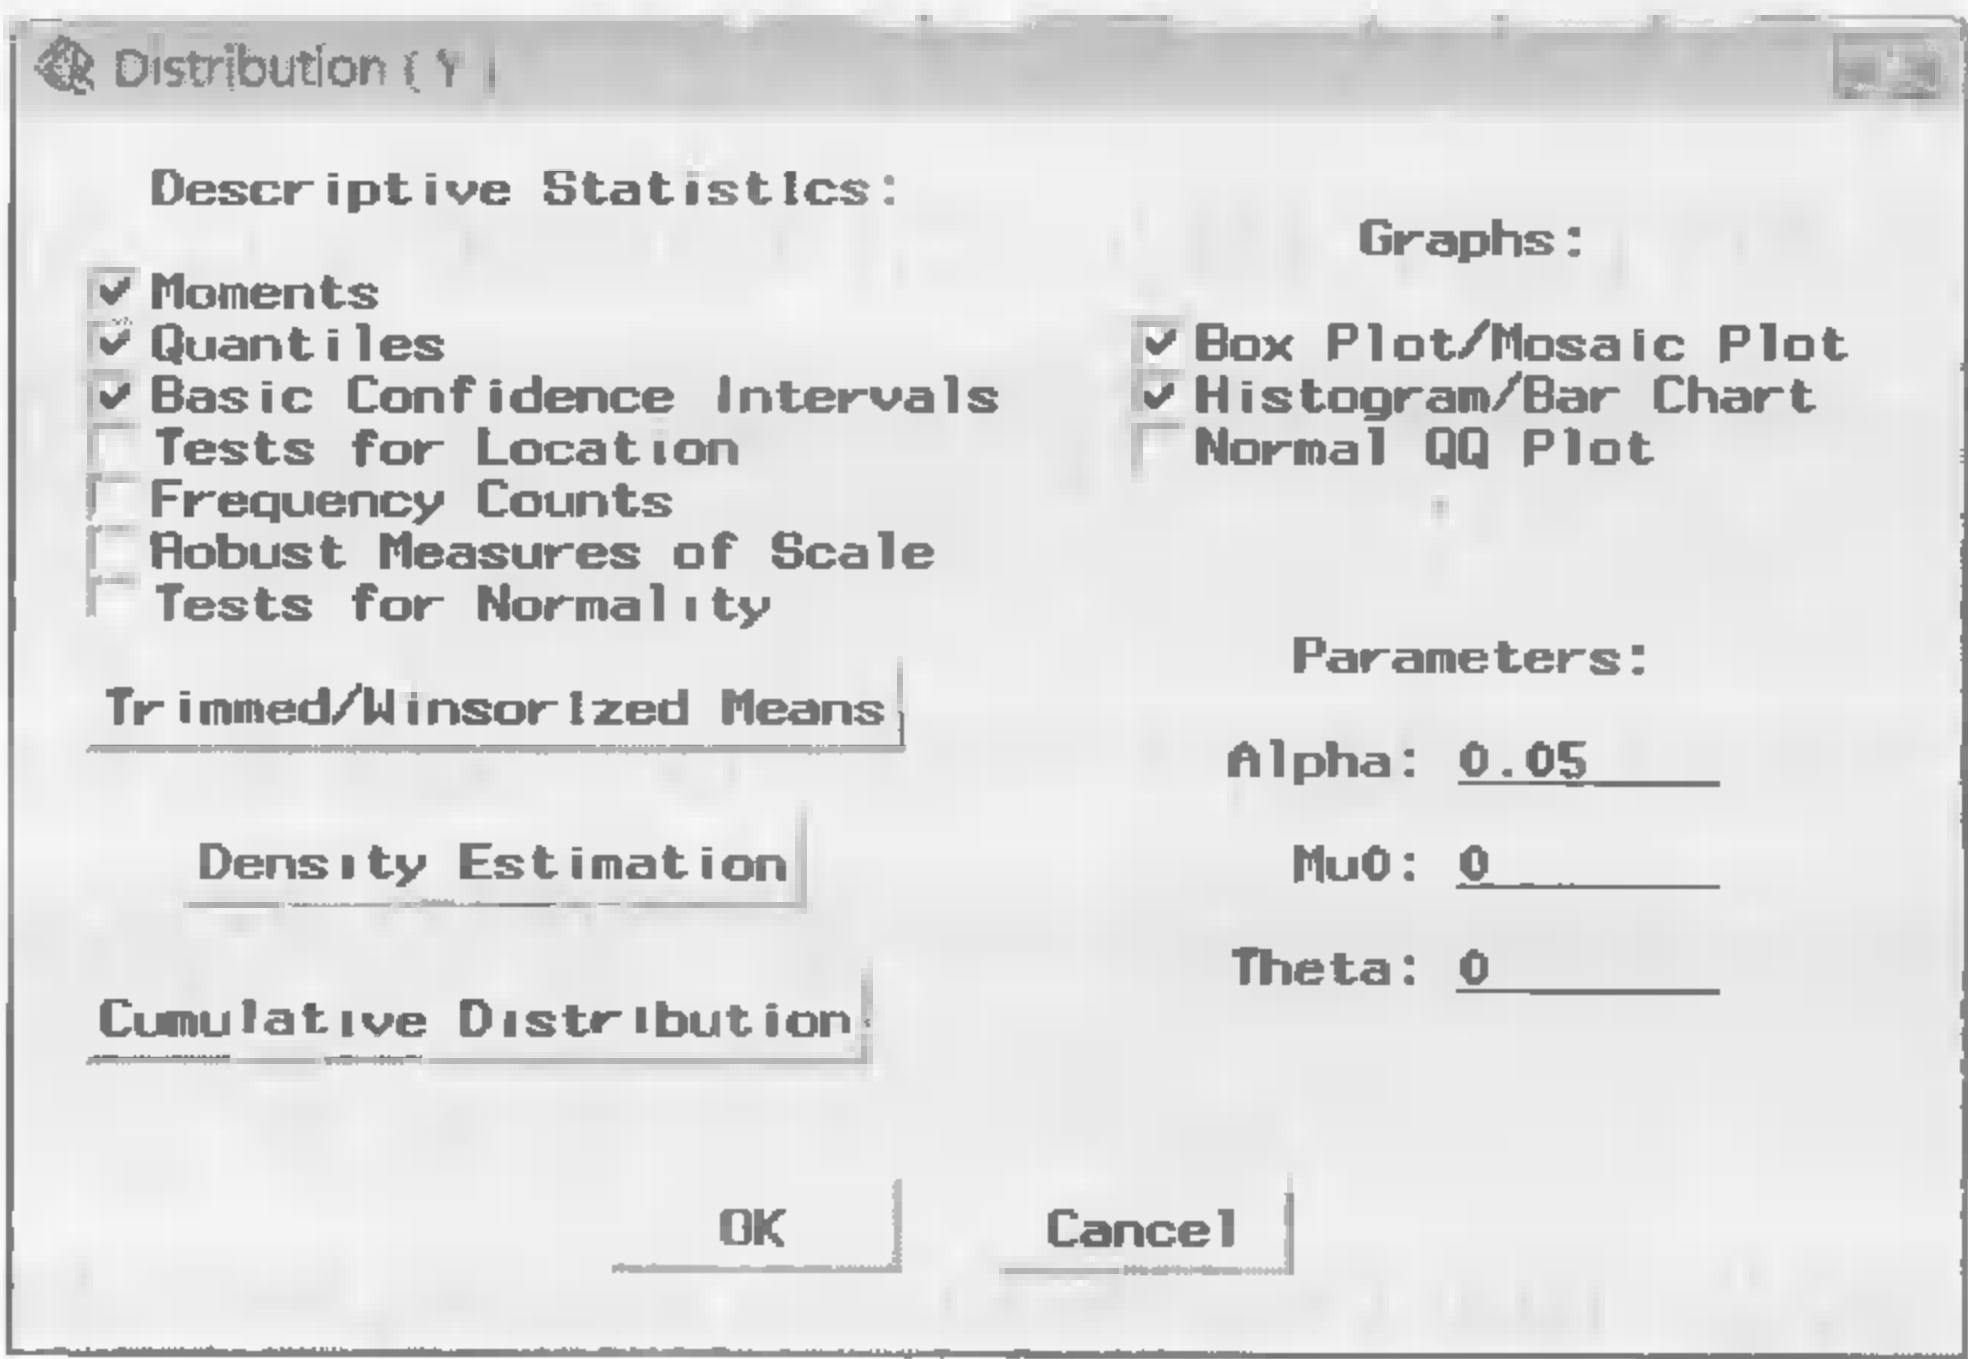 Distribution ( Y )
Descriptive Statistics:
Moments
Quantiles
Basic Confidence Intervals
Tests for Location
Frequency Counts
Robust Measures of Scale
Tests for Normality
Trimmed/Winsorized Means
Density Estimation
Cumulative Distribution
Graphs:
Box Plot/Mosaic Plot
Histogram/Bar Chart
Normal QQ Plot
Parameters:
Alpha: 0.05
Mu0: 0
Theta: 0
OK
Cancel